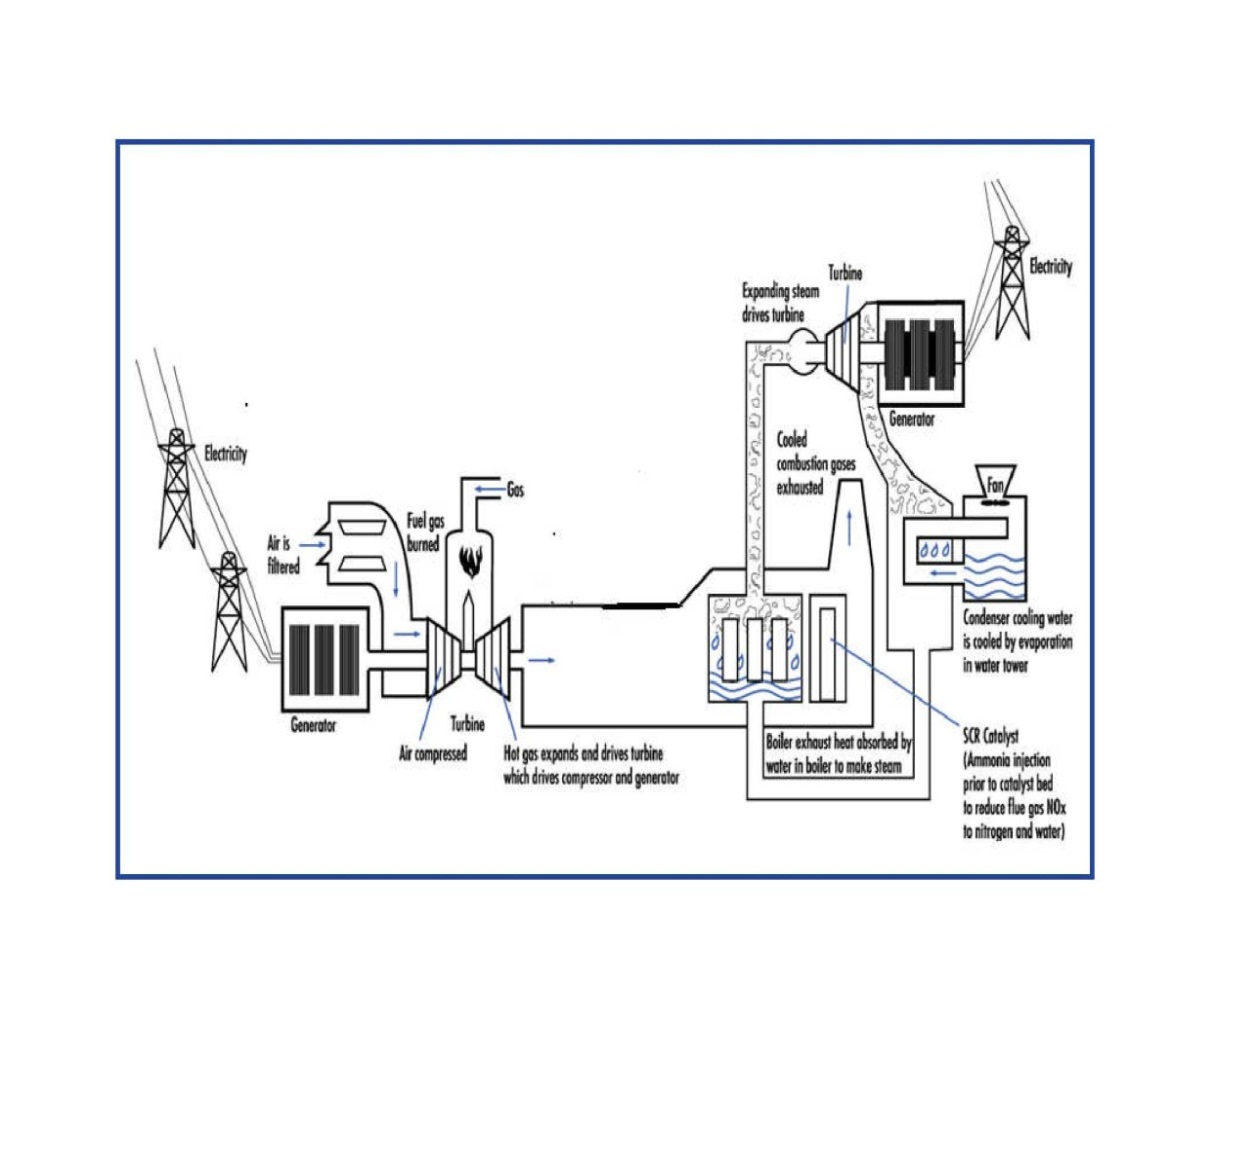 Turbine
Electricity
Expanding steam
drives turbine
Generator
Electricity
Cooled
combustion gases
exhausted
Fan
Gas
Fuel gas
burned
Air is
filtered
Condenser cooling water
is cooled by evaporation
in water tower
Generator
Turbine
Air compressed
Hot gas expands and drives turbine
which drives compressor and generator
Boiler exhaust heat absorbed by
water in boiler to make steam
SCR Catalyst
(Ammonia injection
prior to catalyst bed
to reduce flue gas NOx
to nitrogen and water)